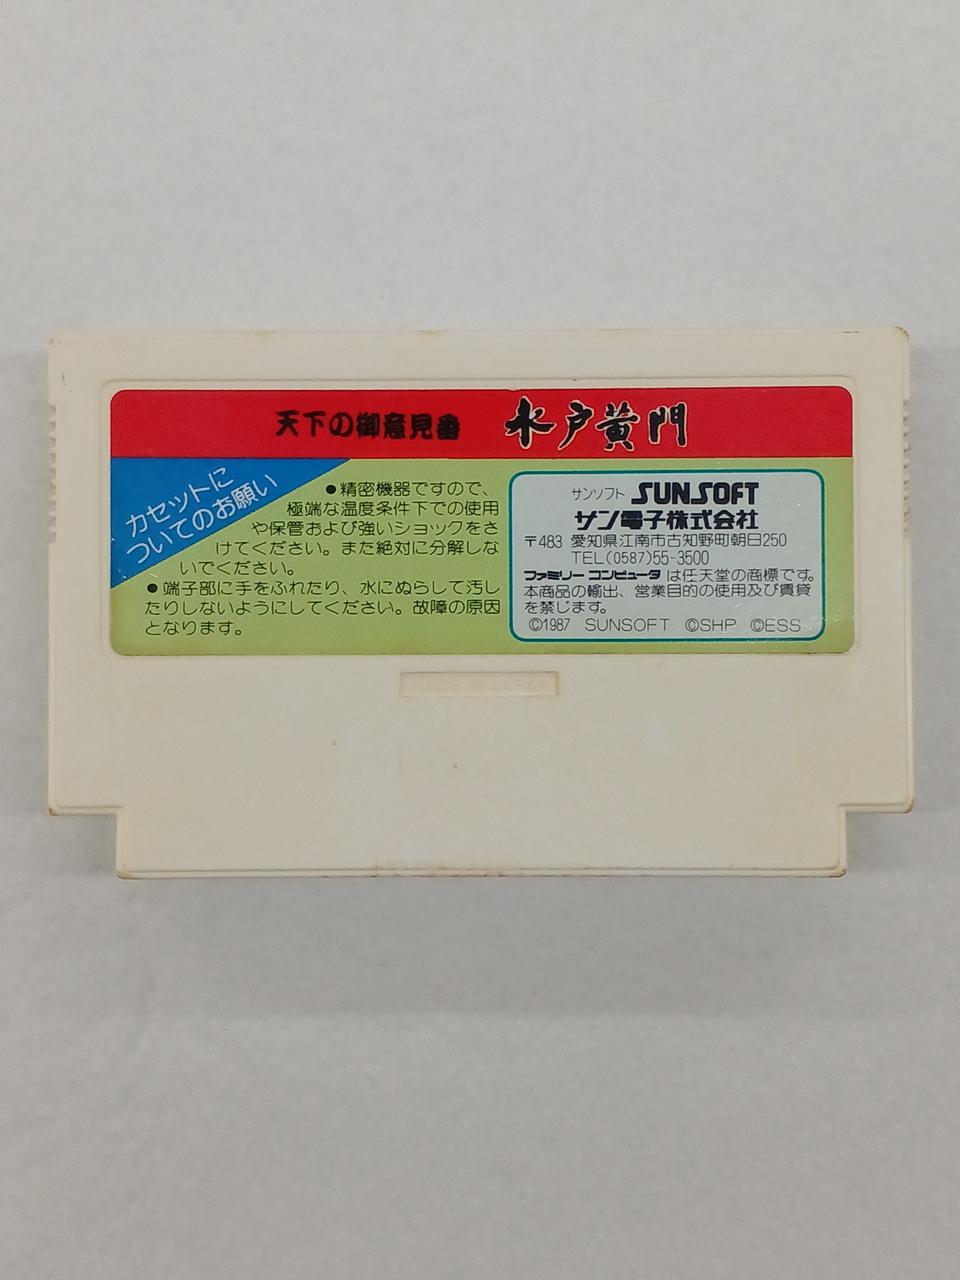 天下の御意見番 水戸黄門
カセットに
ついてのお願い
●精密機器ですので、
極端な温度条件下での使用
や保管および強いショックをさ
けてください。また絶対に分解しな
いでください。
●端子部に手をふれたり、水にぬらして汚し
たりしないようにしてください。故障の原因
となります。
サンソフト SUNSOFT
サン電子株式会社
〒483 愛知県江南市古知野町朝日250
TEL(0587)55-3500
ファミリーコンピュータは任天堂の商標です。
本商品の輸出、営業目的の使用及び賃貸
を禁じます。
©1987 SUNSOFT ©SHP ©ESS